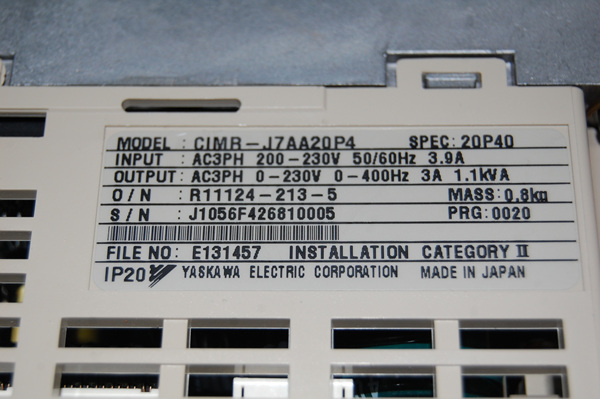 MODEL : CIMR-J7AA20P4 SPEC: 20P40
INPUT : AC3PH 200-230V 50/60Hz 3.9A
OUTPUT: AC3PH 0-230V 0-400Hz 3A 1.1kVA
O/N : R11124-213-5 MASS: 0.8kg
S/N : J1056F426810005 PRG: 0020
FILE NO: E131457 INSTALLATION CATEGORY II
IP20 YASKAWA ELECTRIC CORPORATION MADE IN JAPAN